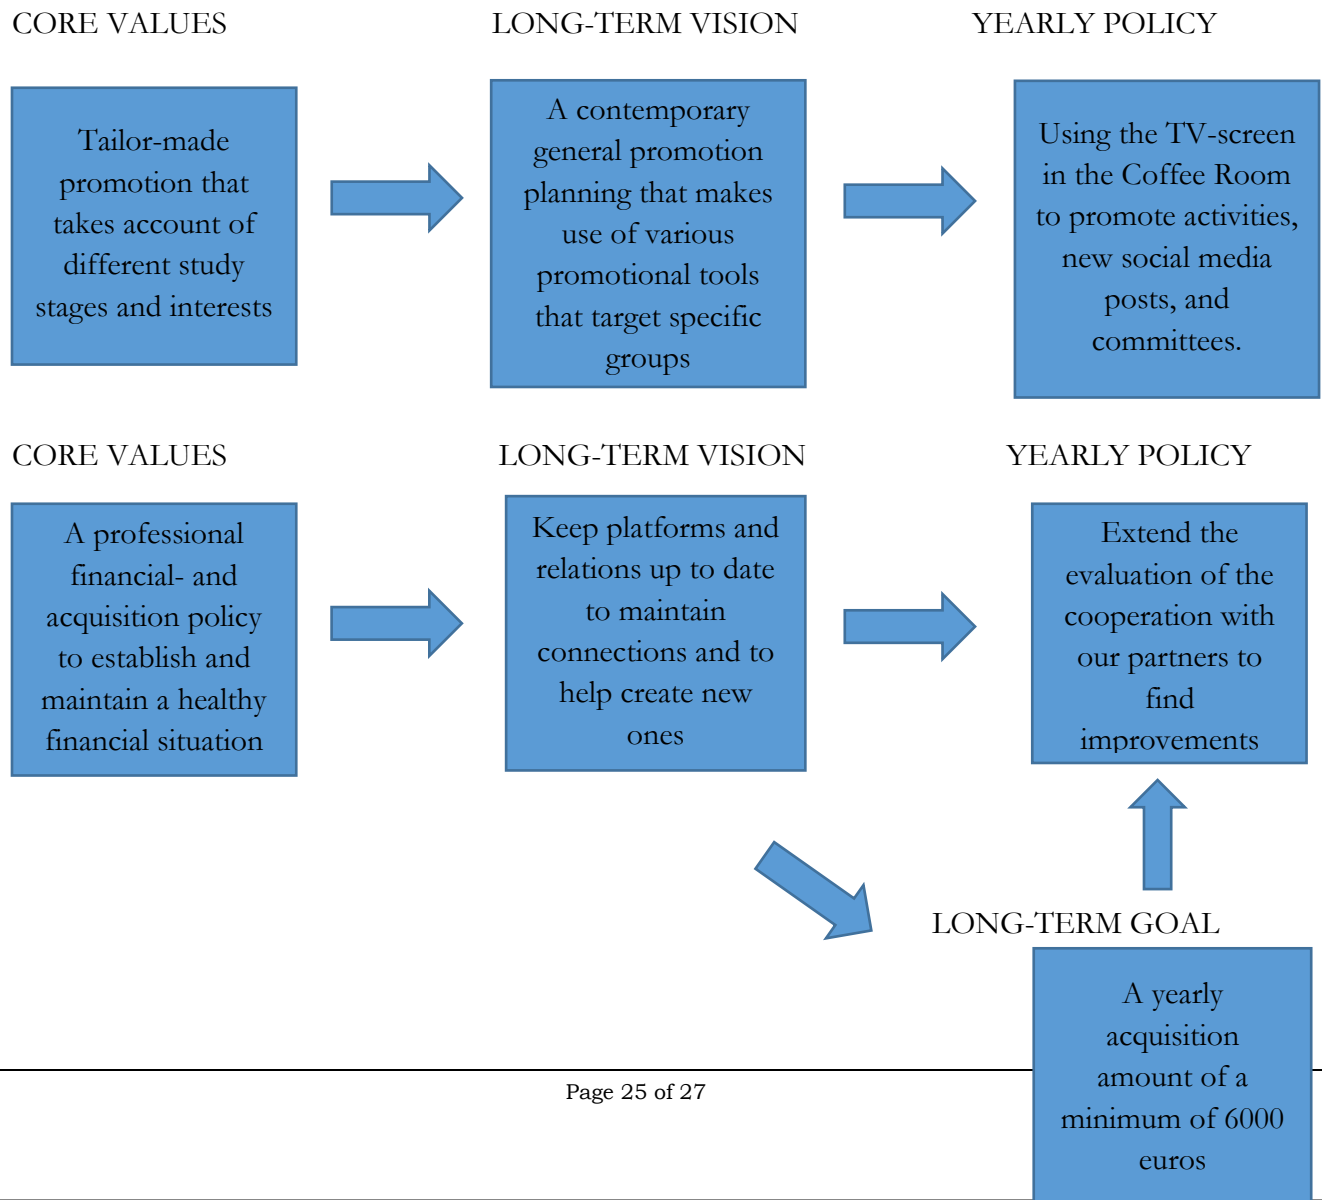 CORE VALUES
LONG-TERM VISION
YEARLY POLICY
Tailor-made
promotion that
takes account of
different study
stages and interests
A contemporary
general promotion
planning that makes
use of various
promotional tools
that target specific
groups
Using the TV-screen
in the Coffee Room
to promote activities,
new social media
posts, and
committees.
CORE VALUES
LONG-TERM VISION
YEARLY POLICY
A professional
financial- and
acquisition policy
to establish and
maintain a healthy
financial situation
Keep platforms and
relations up to date
to maintain
connections and to
help create new
ones
Extend the
evaluation of the
cooperation with
our partners to
find
improvements
LONG-TERM GOAL
A yearly
acquisition
amount of a
minimum of 6000
euros
Page 25 of 27